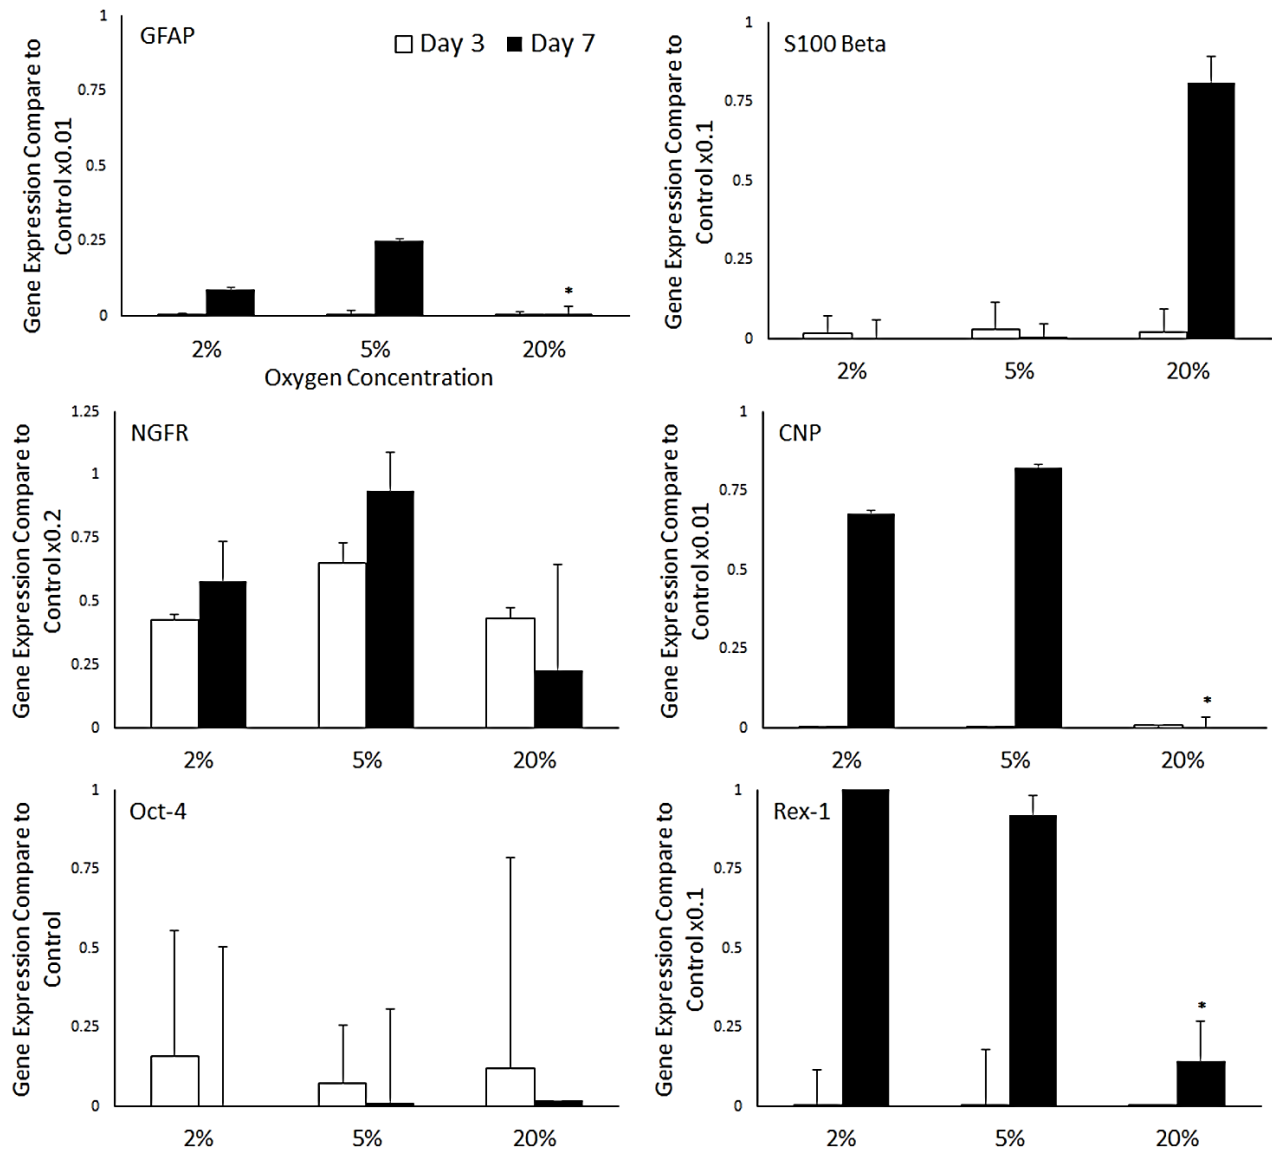 GFAP
Day 3 Day 7
Gene Expression Compare to
Control x0.01
1
0.75
0.5
0.25
0
*
2% 5% 20%
Oxygen Concentration
S100 Beta
Gene Expression Compare to
Control x0.1
1
0.75
0.5
0.25
0
2% 5% 20%
NGFR
Gene Expression Compare to
Control x0.2
1.25
1
0.75
0.5
0.25
0
2% 5% 20%
CNP
Gene Expression Compare to
Control x0.01
1
0.75
0.5
0.25
0
*
2% 5% 20%
Oct-4
Gene Expression Compare to
Control
1
0.75
0.5
0.25
0
2% 5% 20%
Rex-1
Gene Expression Compare to
Control x0.1
1
0.75
0.5
0.25
0
*
2% 5% 20%